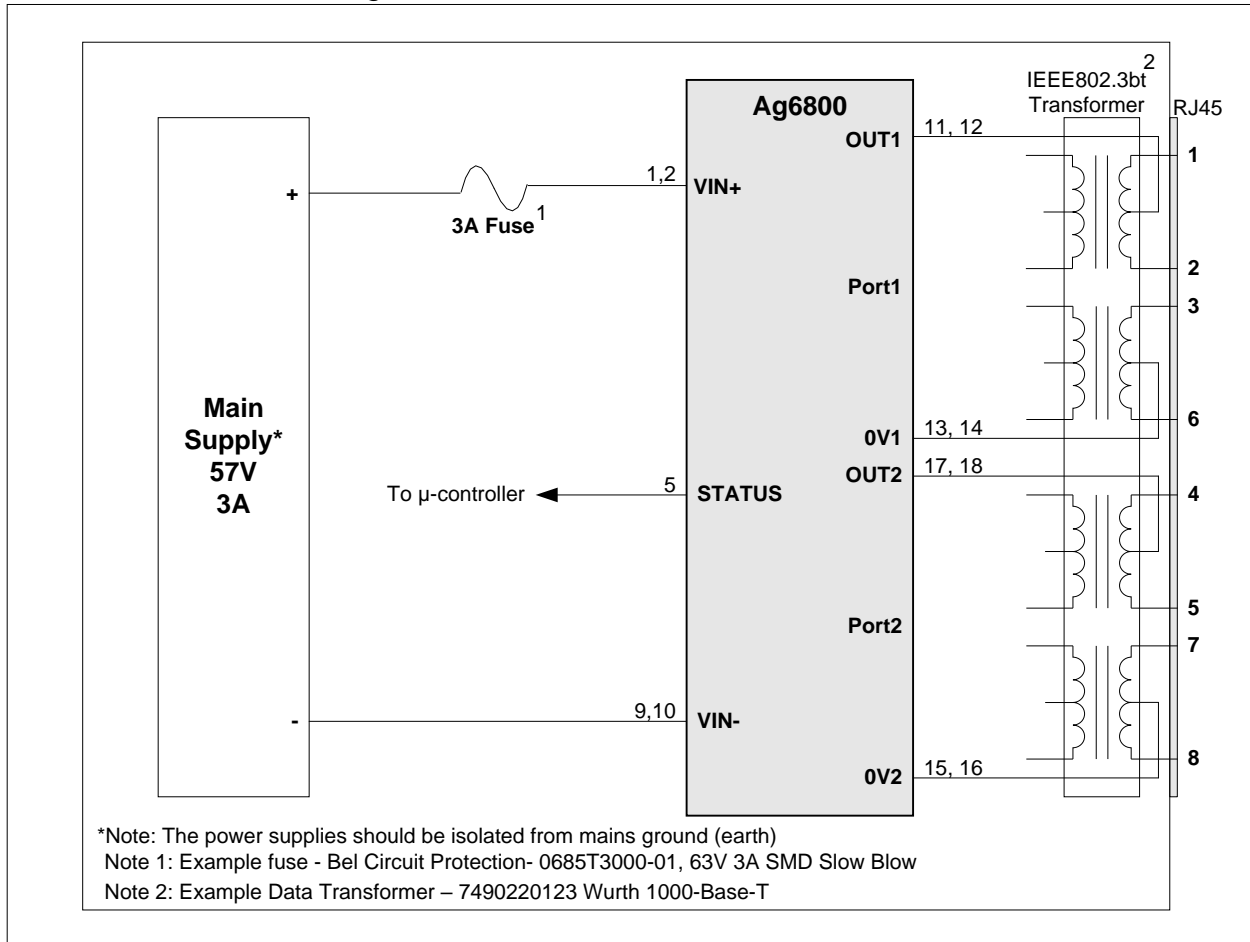 IEEE802.3bt 2
Transformer
RJ45
Ag6800
OUT1
11, 12
1
+
3A Fuse 1
1,2
VIN+
2
Port1
3
Main
Supply*
57V
3A
6
0V1
13, 14
OUT2
17, 18
To µ-controller
5
STATUS
4
5
Port2
7
-
9,10
VIN-
8
0V2
15, 16
*Note: The power supplies should be isolated from mains ground (earth)
Note 1: Example fuse - Bel Circuit Protection- 0685T3000-01, 63V 3A SMD Slow Blow
Note 2: Example Data Transformer – 7490220123 Wurth 1000-Base-T